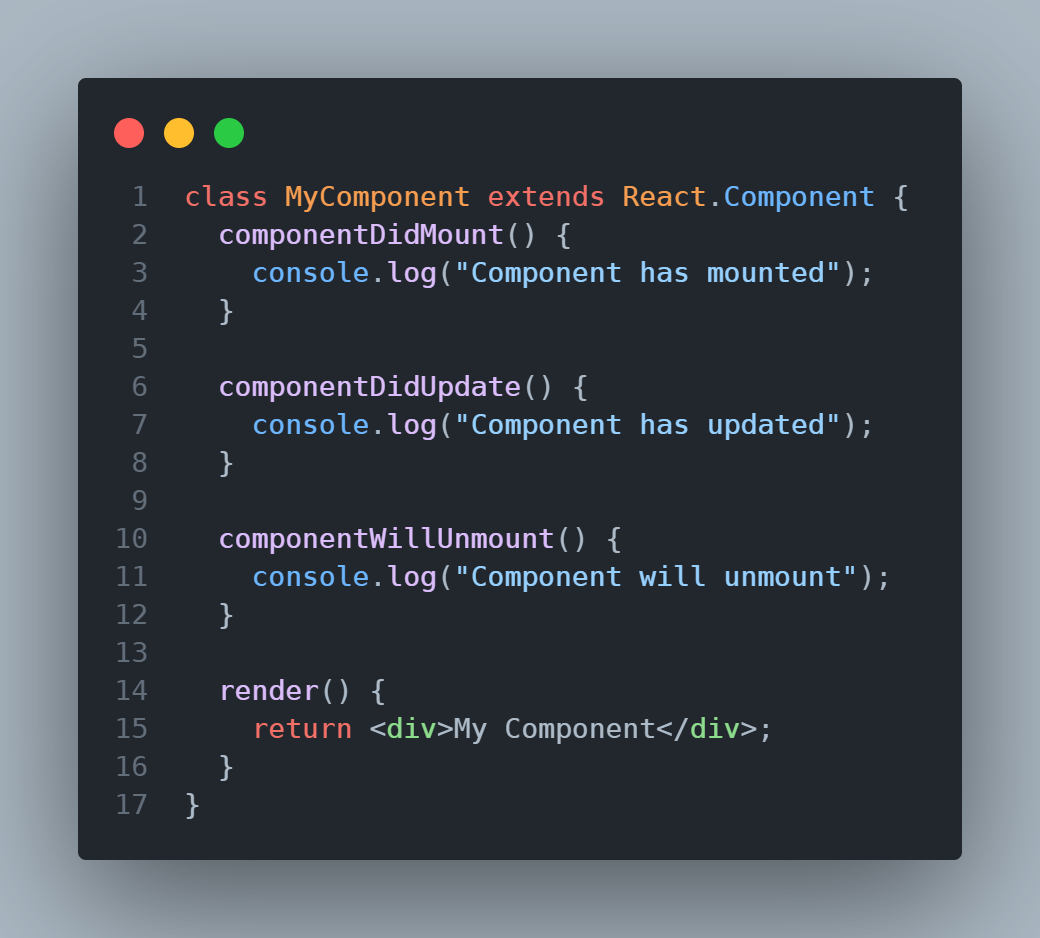 1 class MyComponent extends React.Component {
2   componentDidMount() {
3     console.log("Component has mounted");
4   }
5
6   componentDidUpdate() {
7     console.log("Component has updated");
8   }
9
10   componentWillUnmount() {
11     console.log("Component will unmount");
12   }
13
14   render() {
15     return <div>My Component</div>;
16   }
17 }